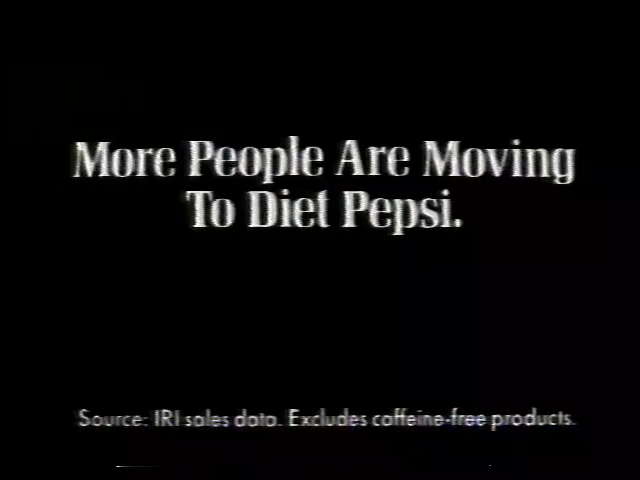 More People Are Moving
To Diet Pepsi.
Source: IRI sales data. Excludes caffeine-free products.